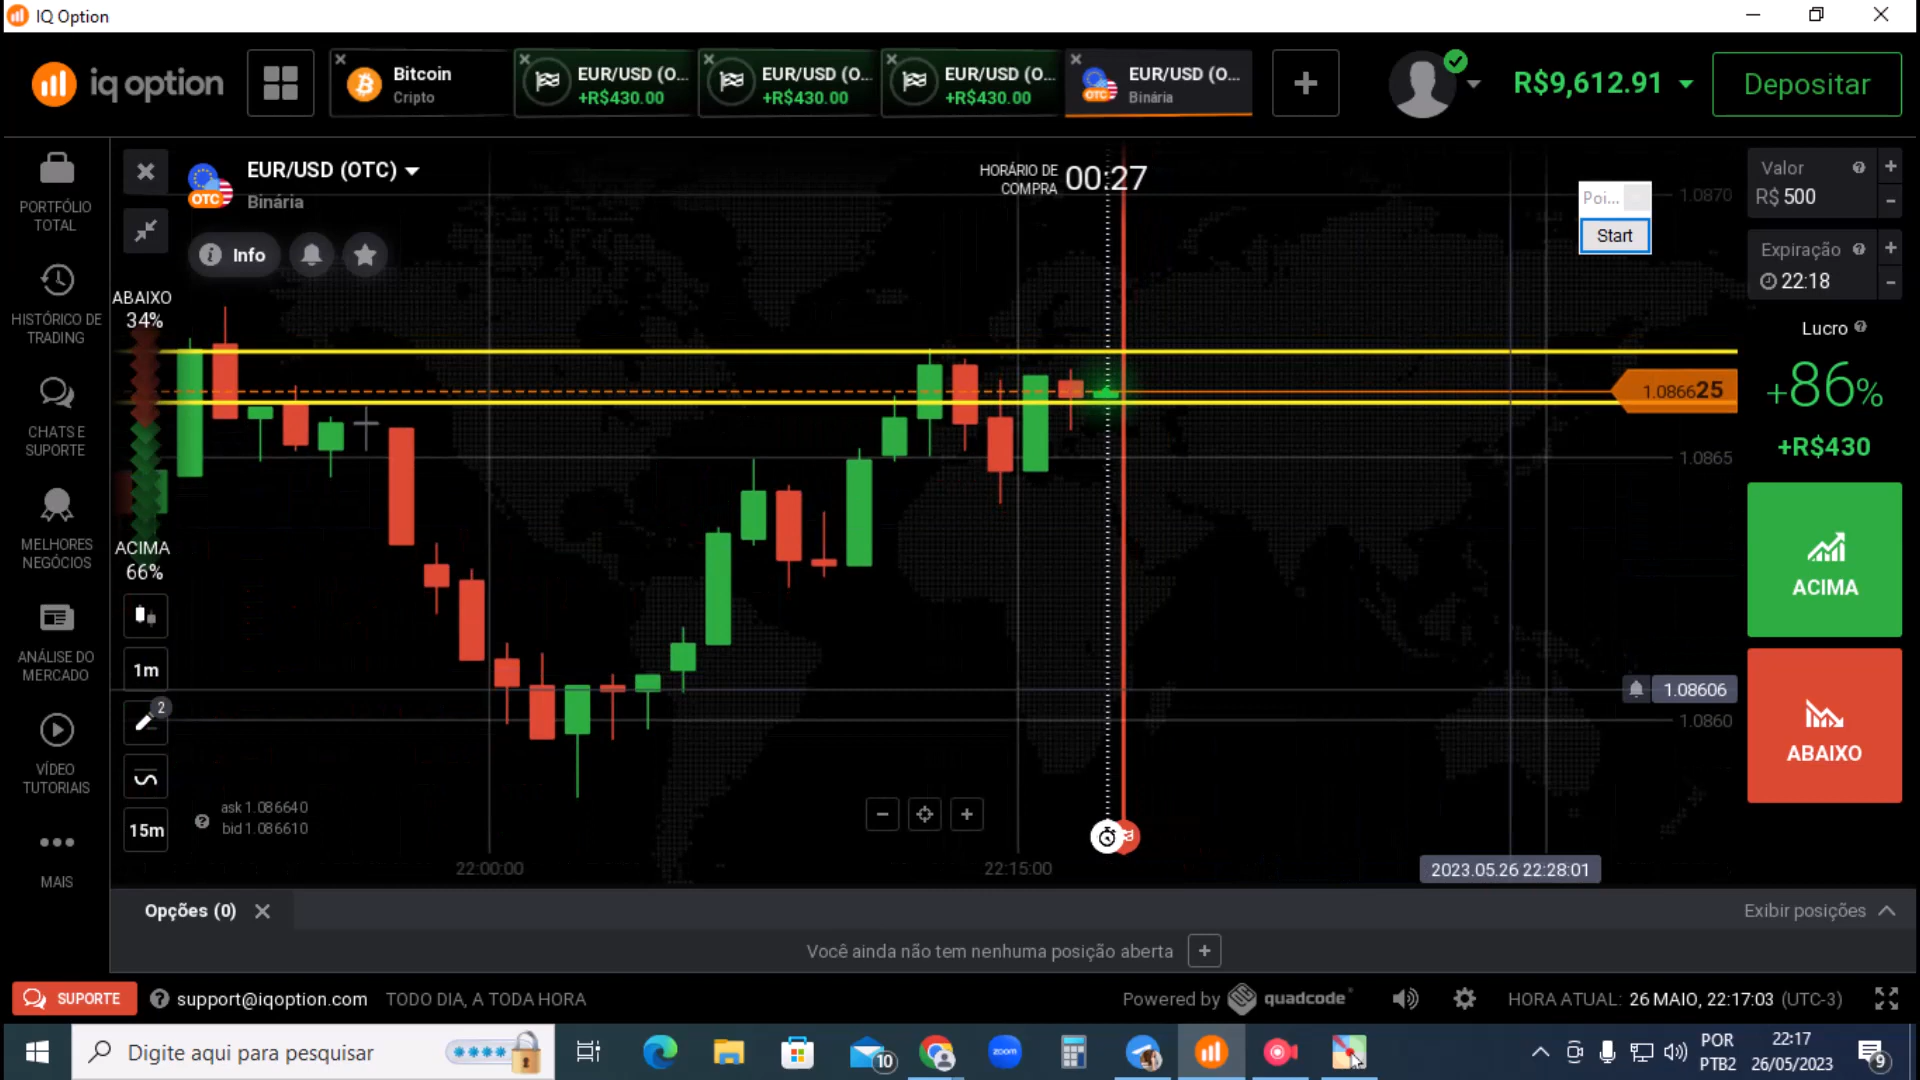 IQ Option
iq option
Bitcoin
Cripto
EUR/USD (O...
+R$430.00
EUR/USD (O...
+R$430.00
EUR/USD (O...
+R$430.00
OTC
EUR/USD (O...
Binária
R$9,612.91
Depositar
PORTFÓLIO
TOTAL
HISTÓRICO DE
TRADING
CHATS E
SUPORTE
MELHORES
NEGÓCIOS
ANÁLISE DO
MERCADO
VÍDEO
TUTORIAIS
MAIS
OTC
EUR/USD (OTC)
Binária
Info
HORÁRIO DE
COMPRA
00:27
Poi...
Start
ABAIXO
34%
ACIMA
66%
1m
2
15m
ask 1.086640
bid 1.086610
1.0870
1.086625
1.0865
1.08606
1.0860
22:00:00
22:15:00
2023.05.26 22:28:01
Valor
R$ 500
Expiração
22:18
Lucro
+86%
+R$430
ACIMA
ABAIXO
Opções (0)
Exibir posições
Você ainda não tem nenhuma posição aberta
SUPORTE
support@iqoption.com
TODO DIA, A TODA HORA
Powered by quadcode
HORA ATUAL: 26 MAIO, 22:17:03 (UTC-3)
Digite aqui para pesquisar
10
zoom
POR
PTB2
22:17
26/05/2023
9